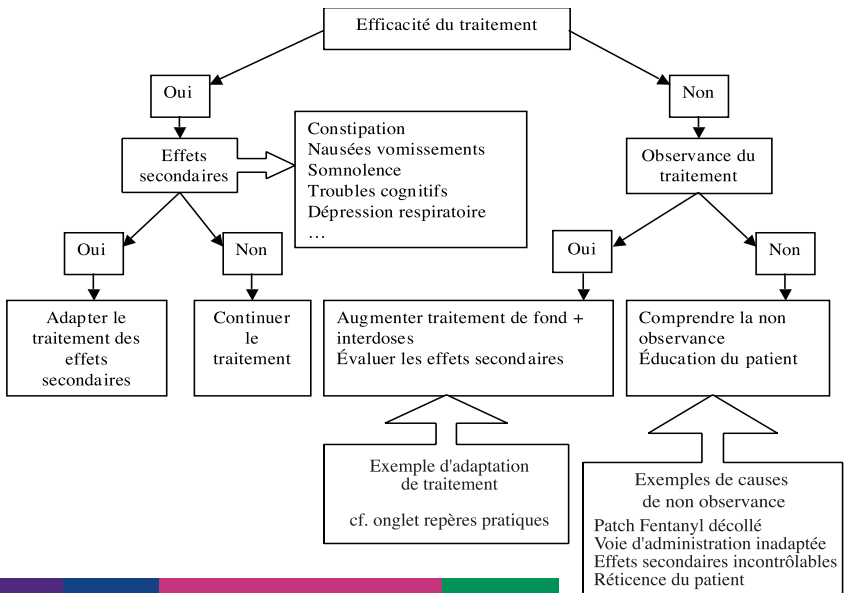 Efficacité du traitement
Oui
Non
Effets
secondaires
Constipation
Nausées vomissements
Somnolence
Troubles cognitifs
Dépression respiratoire
…
Observance du
traitement
Oui
Non
Oui
Non
Adapter le
traitement des
effets
secondaires
Continuer
le
traitement
Augmenter traitement de fond +
interdoses
Évaluer les effets secondaires
Comprendre la non
observance
Éducation du patient
Exemple d'adaptation
de traitement
cf. onglet repères pratiques
Exemples de causes
de non observance
Patch Fentanyl décollé
Voie d'administration inadaptée
Effets secondaires incontrôlables
Réticence du patient